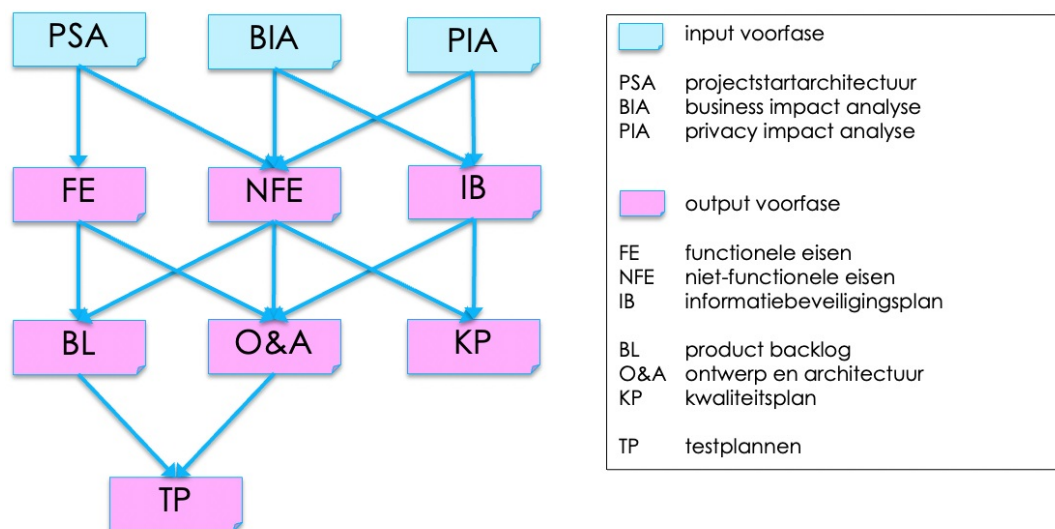 PSA
BIA
PIA
FE
NFE
IB
BL
O&A
KP
TP
input voorfase
PSA projectstartarchitectuur
BIA business impact analyse
PIA privacy impact analyse
output voorfase
FE functionele eisen
NFE niet-functionele eisen
IB informatiebeveiligingsplan
BL product backlog
O&A ontwerp en architectuur
KP kwaliteitsplan
TP testplannen